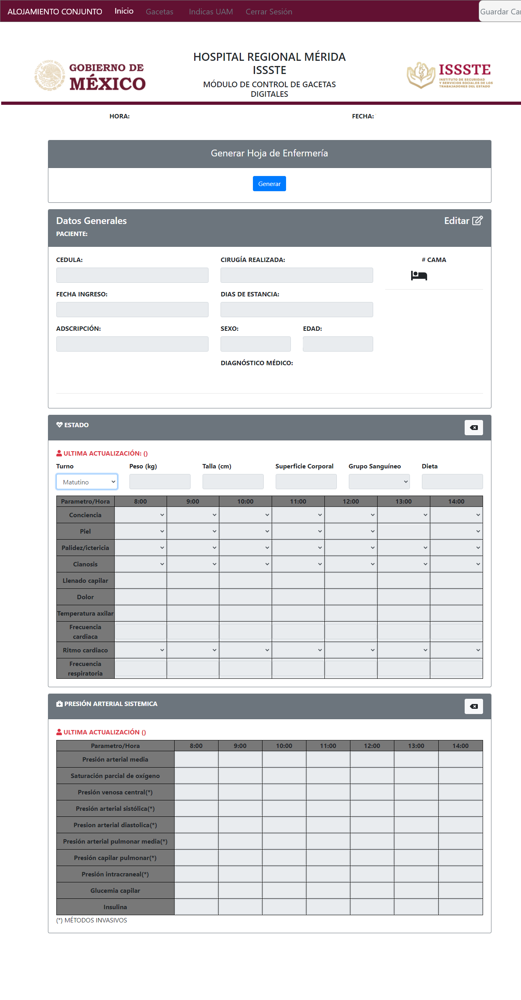 ALOJAMIENTO CONJUNTO Inicio Gacetas Indicas UAM Cerrar Sesión Guardar Ca
GOBIERNO DE
MÉXICO
HOSPITAL REGIONAL MÉRIDA
ISSSTE
MÓDULO DE CONTROL DE GACETAS
DIGITALES
ISSSTE
INSTITUTO DE SEGURIDAD
Y SERVICIOS SOCIALES DE LOS
TRABAJADORES DEL ESTADO
HORA: FECHA:
Generar Hoja de Enfermería
Generar
Datos Generales Editar
PACIENTE:
CEDULA: CIRUGÍA REALIZADA: # CAMA
FECHA INGRESO: DIAS DE ESTANCIA:
ADSCRIPCIÓN: SEXO: EDAD:
DIAGNÓSTICO MÉDICO:
ESTADO
ULTIMA ACTUALIZACIÓN: ()
Turno Peso (kg) Talla (cm) Superficie Corporal Grupo Sanguíneo Dieta
Matutino
Parametro/Hora 8:00 9:00 10:00 11:00 12:00 13:00 14:00
Conciencia
Piel
Palidez/ictericia
Cianosis
Llenado capilar
Dolor
Temperatura axilar
Frecuencia
cardiaca
Ritmo cardiaco
Frecuencia
respiratoria
PRESIÓN ARTERIAL SISTEMICA
ULTIMA ACTUALIZACIÓN ()
Parametro/Hora 8:00 9:00 10:00 11:00 12:00 13:00 14:00
Presión arterial media
Saturación parcial de oxígeno
Presión venosa central(*)
Presión arterial sistólica(*)
Presion arterial diastolica(*)
Presión arterial pulmonar media(*)
Presión capilar pulmonar(*)
Presión intracraneal(*)
Glucemia capilar
Insulina
(*) MÉTODOS INVASIVOS